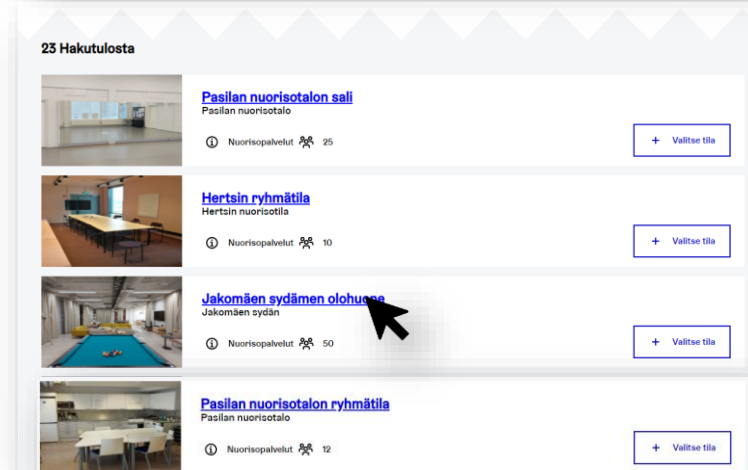 23 Hakutulosta
Pasilan nuorisotalon sali
Pasilan nuorisotalo
Nuorisopalvelut 25
+ Valitse tila
Hertsin ryhmätila
Hertsin nuorisotila
Nuorisopalvelut 10
+ Valitse tila
Jakomäen sydämen olohuone
Jakomäen sydän
Nuorisopalvelut 50
+ Valitse tila
Pasilan nuorisotalon ryhmätila
Pasilan nuorisotalo
Nuorisopalvelut 12
+ Valitse tila